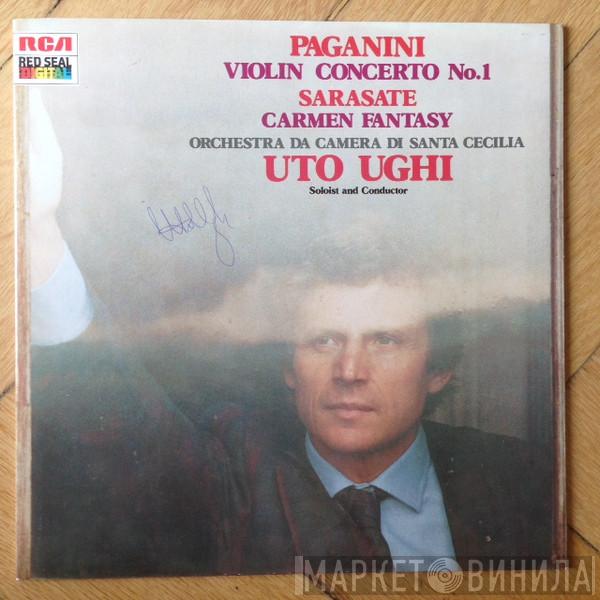 RCA
RED SEAL
DIGITAL
PAGANINI
VIOLIN CONCERTO No.1
SARASATE
CARMEN FANTASY
ORCHESTRA DA CAMERA DI SANTA CECILIA
UTO UGHI
Soloist and Conductor
МАРКЕТ ВИНИЛА